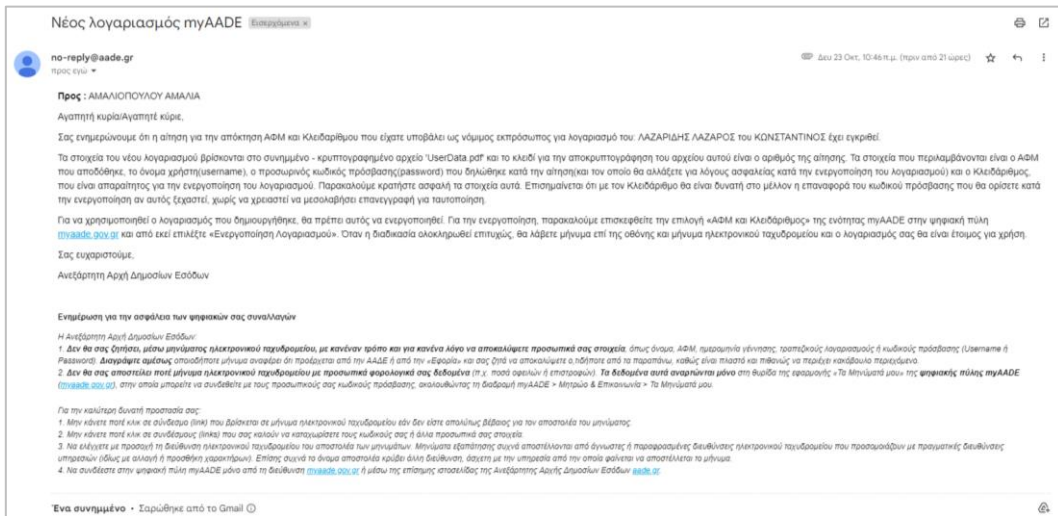 Νέος λογαριασμός myAADE Εισερχόμενα x
no-reply@aade.gr
Δευ 23 Οκτ, 10:46 π.μ. (πριν από 21 ώρες)
προς εγώ
Προς : ΑΜΑΛΙΟΠΟΥΛΟΥ ΑΜΑΛΙΑ
Αγαπητή κυρία/Αγαπητέ κύριε,
Σας ενημερώνουμε ότι η αίτηση για την απόκτηση ΑΦΜ και Κλειδαρίθμου που είχατε υποβάλει ως νόμιμος εκπρόσωπος για λογαριασμό του: ΛΑΖΑΡΙΔΗΣ ΛΑΖΑΡΟΣ του ΚΩΝΣΤΑΝΤΙΝΟΣ έχει εγκριθεί.
Τα στοιχεία του νέου λογαριασμού βρίσκονται στο συνημμένο - κρυπτογραφημένο αρχείο 'UserData.pdf' και το κλειδί για την αποκρυπτογράφηση του αρχείου αυτού είναι ο αριθμός της αίτησης. Τα στοιχεία που περιλαμβάνονται είναι ο ΑΦΜ
που αποδόθηκε, το όνομα χρήστη(username), ο προσωρινός κωδικός πρόσβασης(password) που δηλώθηκε κατά την αίτηση(και τον οποίο θα αλλάξετε για λόγους ασφαλείας κατά την ενεργοποίηση του λογαριασμού) και ο Κλειδάριθμος,
που είναι απαραίτητος για την ενεργοποίηση του λογαριασμού. Παρακαλούμε κρατήστε ασφαλή τα στοιχεία αυτά. Επισημαίνεται ότι με τον Κλειδάριθμο θα είναι δυνατή στο μέλλον η επαναφορά του κωδικού πρόσβασης που θα ορίσετε κατά
την ενεργοποίηση αν αυτός ξεχαστεί, χωρίς να χρειαστεί να μεσολαβήσει επανεγγραφή για ταυτοποίηση.
Για να χρησιμοποιηθεί ο λογαριασμός που δημιουργήθηκε, θα πρέπει αυτός να ενεργοποιηθεί. Για την ενεργοποίηση, παρακαλούμε επισκεφθείτε την επιλογή «ΑΦΜ και Κλειδάριθμος» της ενότητας myAADE στην ψηφιακή πύλη
myaade.gov.gr και από εκεί επιλέξτε «Ενεργοποίηση Λογαριασμού». Όταν η διαδικασία ολοκληρωθεί επιτυχώς, θα λάβετε μήνυμα επί της οθόνης και μήνυμα ηλεκτρονικού ταχυδρομείου και ο λογαριασμός σας θα είναι έτοιμος για χρήση.
Σας ευχαριστούμε,
Ανεξάρτητη Αρχή Δημοσίων Εσόδων
Ενημέρωση για την ασφάλεια των ψηφιακών σας συναλλαγών
Η Ανεξάρτητη Αρχή Δημοσίων Εσόδων:
1. Δεν θα σας ζητήσει, μέσω μηνύματος ηλεκτρονικού ταχυδρομείου, με κανέναν τρόπο και για κανένα λόγο να αποκαλύψετε προσωπικά σας στοιχεία, όπως όνομα, ΑΦΜ, ημερομηνία γέννησης, τραπεζικούς λογαριασμούς ή κωδικούς πρόσβασης (Username ή
Password). Διαγράψτε αμέσως οποιοδήποτε μήνυμα αναφέρει ότι προέρχεται από την ΑΑΔΕ ή από την «Εφορία» και σας ζητά να αποκαλύψετε ο,τιδήποτε από τα παραπάνω, καθώς είναι πλαστό και πιθανώς να περιέχει κακόβουλο περιεχόμενο.
2. Δεν θα σας αποστείλει ποτέ μήνυμα ηλεκτρονικού ταχυδρομείου με προσωπικά φορολογικά σας δεδομένα (π.χ. ποσά οφειλών ή επιστροφών). Τα δεδομένα αυτά αναρτώνται μόνο στη θυρίδα της εφαρμογής «Τα Μηνύματά μου» της ψηφιακής πύλης myAADE
(myaade.gov.gr), στην οποία μπορείτε να συνδεθείτε με τους προσωπικούς σας κωδικούς πρόσβασης, ακολουθώντας τη διαδρομή myAADE > Μητρώο & Επικοινωνία > Τα Μηνύματά μου.
Για την καλύτερη δυνατή προστασία σας:
1. Μην κάνετε ποτέ κλικ σε σύνδεσμο (link) που βρίσκεται σε μήνυμα ηλεκτρονικού ταχυδρομείου εάν δεν είστε απολύτως βέβαιος για τον αποστολέα του μηνύματος.
2. Μην κάνετε ποτέ κλικ σε συνδέσμους (links) που σας καλούν να καταχωρίσετε τους κωδικούς σας ή άλλα προσωπικά σας στοιχεία.
3. Να ελέγχετε με προσοχή τη διεύθυνση ηλεκτρονικού ταχυδρομείου του αποστολέα των μηνυμάτων. Μηνύματα εξαπάτησης συχνά αποστέλλονται από άγνωστες ή παραφρασμένες διευθύνσεις ηλεκτρονικού ταχυδρομείου που προσομοιάζουν με πραγματικές διευθύνσεις
υπηρεσιών (ιδίως με αλλαγή ή προσθήκη χαρακτήρων). Επίσης συχνά το όνομα αποστολέα κρύβει άλλη διεύθυνση, άσχετη με την υπηρεσία από την οποία φαίνεται να αποστέλλεται το μήνυμα.
4. Να συνδέεστε στην ψηφιακή πύλη myAADE μόνο από τη διεύθυνση myaade.gov.gr ή μέσω της επίσημης ιστοσελίδας της Ανεξάρτητης Αρχής Δημοσίων Εσόδων aade.gr.
Ένα συνημμένο • Σαρώθηκε από το Gmail